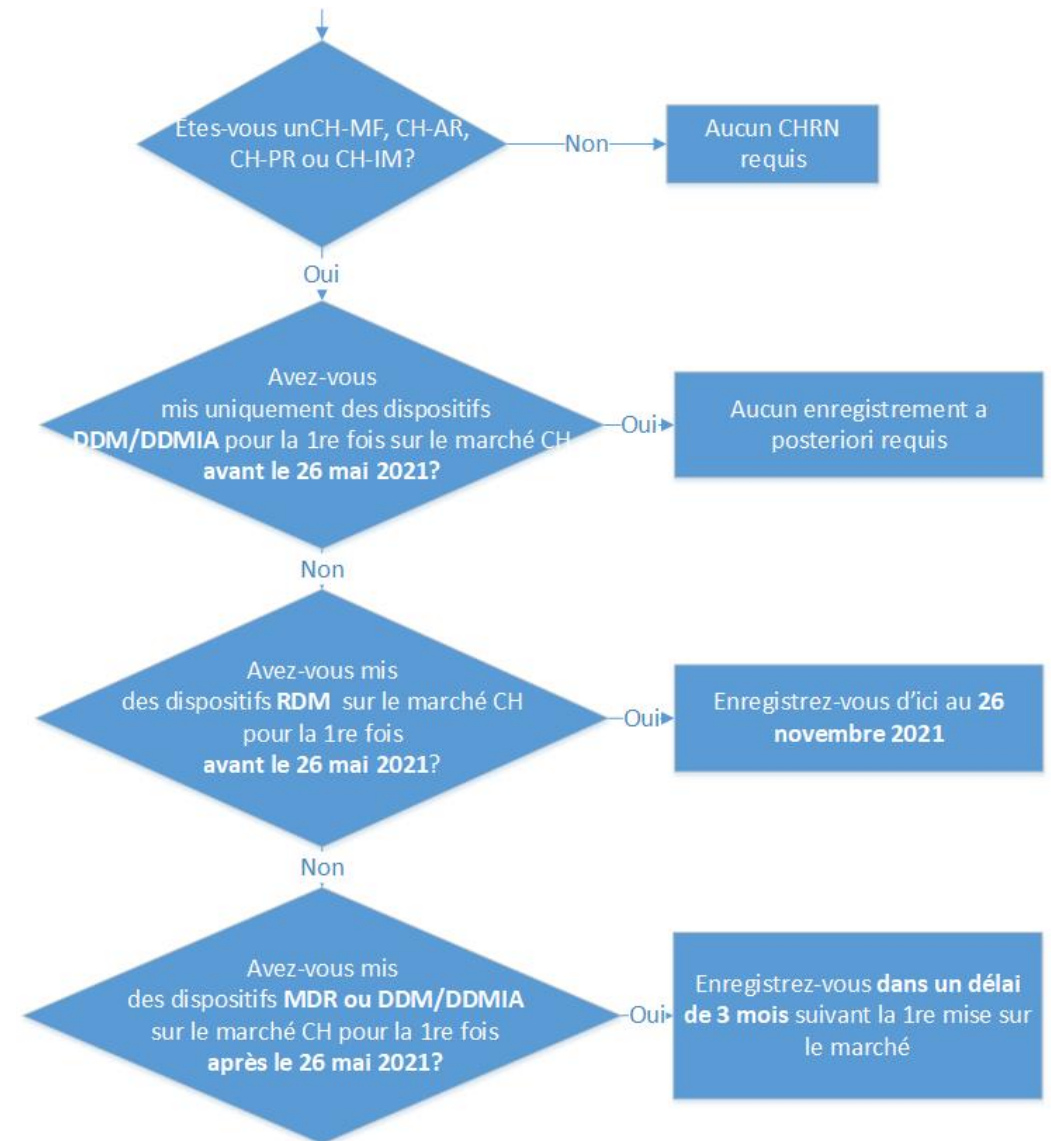 Êtes-vous unCH-MF, CH-AR,
CH-PR ou CH-IM?
Non
Aucun CHRN
requis
Oui
Avez-vous
mis uniquement des dispositifs
DDM/DDMIA pour la 1re fois sur le marché CH
avant le 26 mai 2021?
Oui
Aucun enregistrement a
posteriori requis
Non
Avez-vous mis
des dispositifs RDM sur le marché CH
pour la 1re fois
avant le 26 mai 2021?
Oui
Enregistrez-vous d’ici au 26
novembre 2021
Non
Avez-vous mis
des dispositifs MDR ou DDM/DDMIA
sur le marché CH pour la 1re fois
après le 26 mai 2021?
Oui
Enregistrez-vous dans un délai
de 3 mois suivant la 1re mise sur
le marché